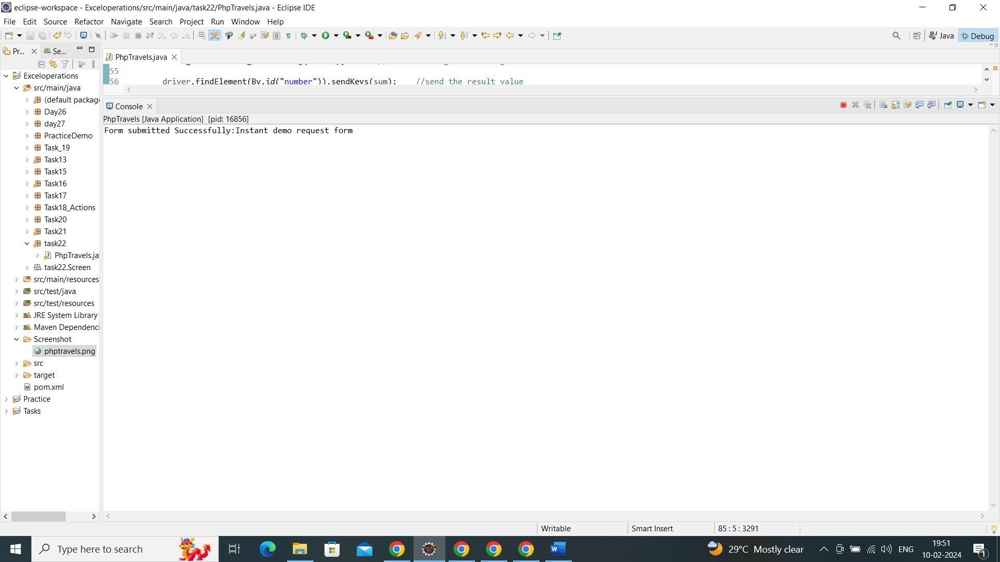 eclipse-workspace - Exceloperations/src/main/java/task22/PhpTravels.java - Eclipse IDE
File Edit Source Refactor Navigate Search Project Run Window Help
Java
Debug
Pr...
Se...
PhpTravels.java
55
56 driver.findElement(By.id("number")).sendKeys(sum); //send the result value
Exceloperations
src/main/java
(default package
Day26
day27
PracticeDemo
Task_19
Task13
Task15
Task16
Task17
Task18_Actions
Task20
Task21
task22
PhpTravels.ja
task22.Screen
src/main/resources
src/test/java
src/test/resources
JRE System Library
Maven Dependenci
Screenshot
phptravels.png
src
target
pom.xml
Practice
Tasks
Console
PhpTravels [Java Application] [pid: 16856]
Form submitted Successfully:Instant demo request form
Writable
Smart Insert
85 : 5 : 3291
Type here to search
29°C Mostly clear
ENG
19:51
10-02-2024
1